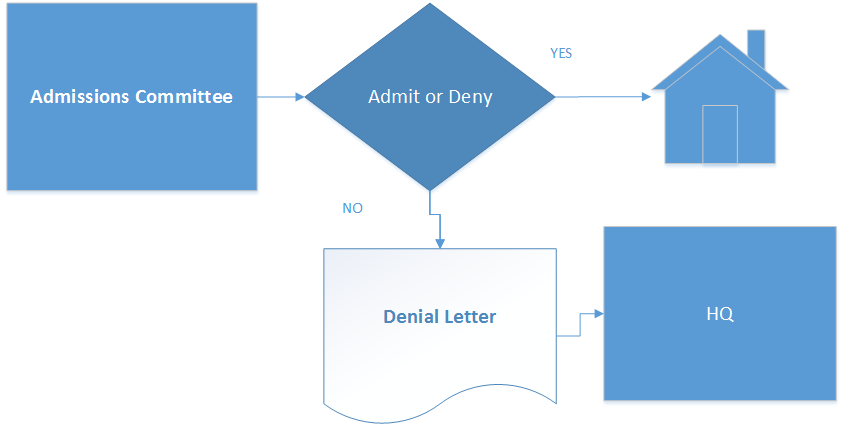 Admissions Committee
Admit or Deny
YES
NO
Denial Letter
HQ